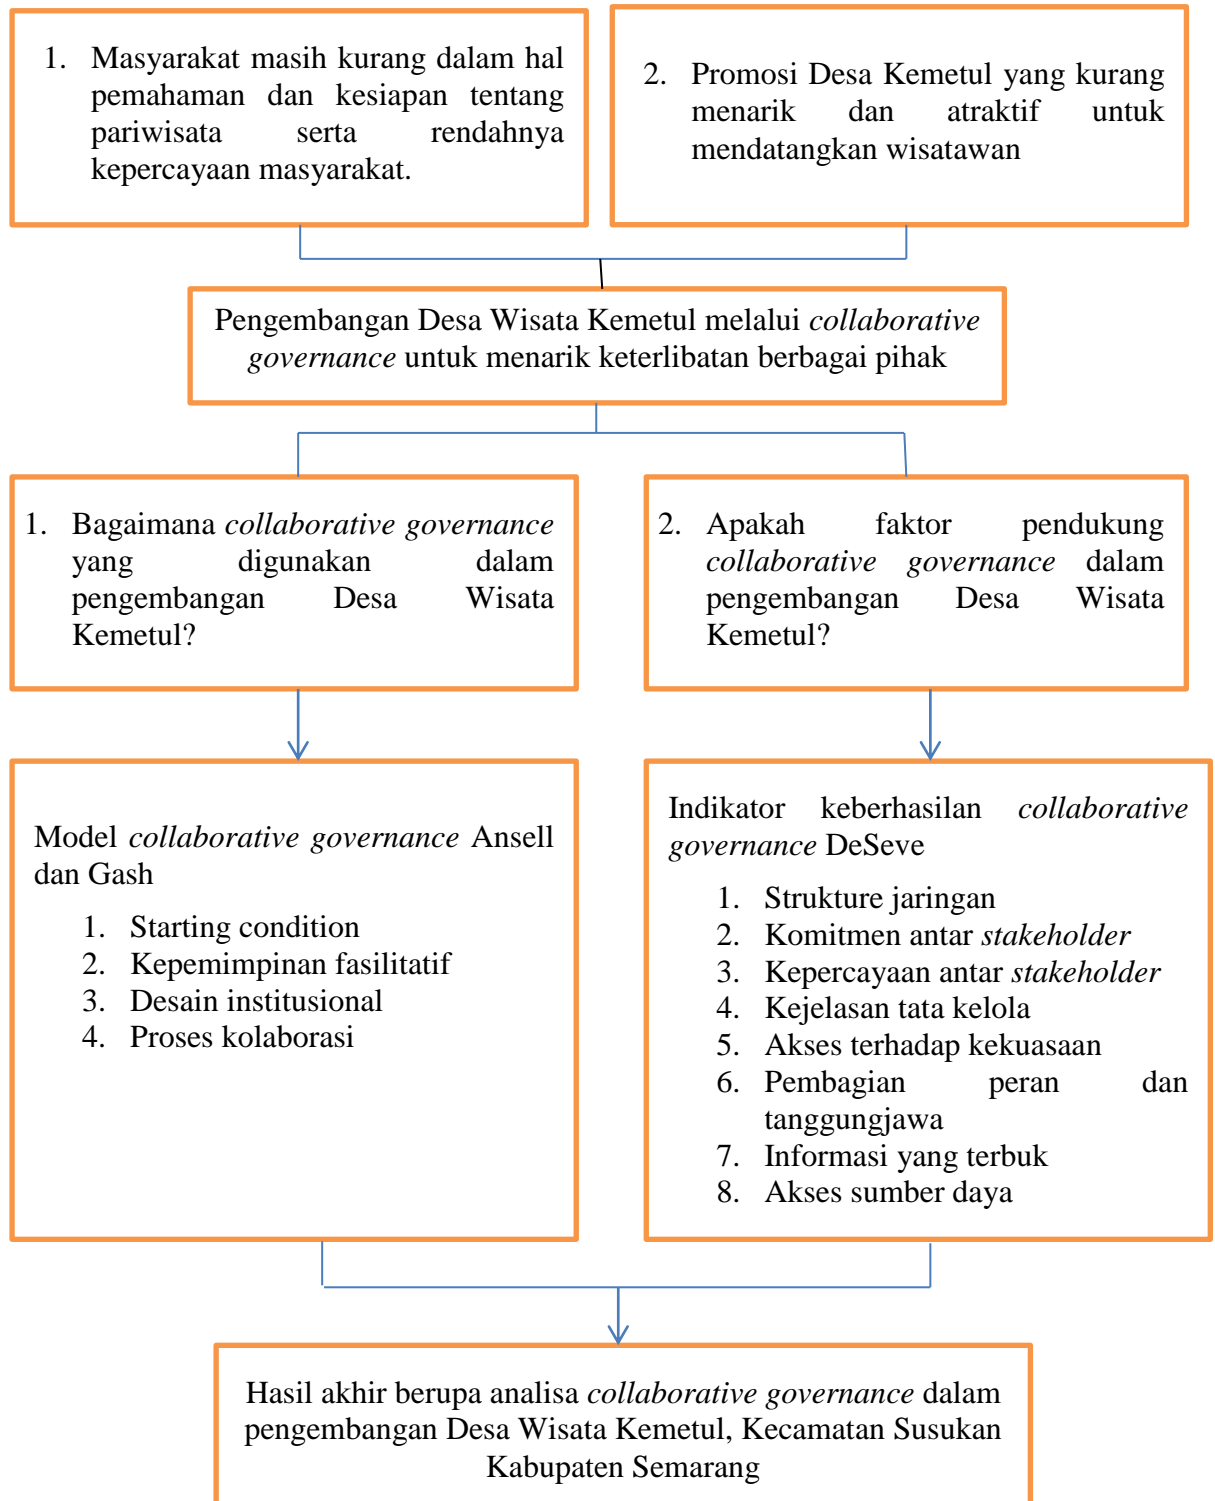 1. Masyarakat masih kurang dalam hal
pemahaman dan kesiapan tentang
pariwisata serta rendahnya
kepercayaan masyarakat.
2. Promosi Desa Kemetul yang kurang
menarik dan atraktif untuk
mendatangkan wisatawan
Pengembangan Desa Wisata Kemetul melalui collaborative
governance untuk menarik keterlibatan berbagai pihak
1. Bagaimana collaborative governance
yang digunakan dalam
pengembangan Desa Wisata
Kemetul?
2. Apakah faktor pendukung
collaborative governance dalam
pengembangan Desa Wisata
Kemetul?
Model collaborative governance Ansell
dan Gash
1. Starting condition
2. Kepemimpinan fasilitatif
3. Desain institusional
4. Proses kolaborasi
Indikator keberhasilan collaborative
governance DeSeve
1. Strukture jaringan
2. Komitmen antar stakeholder
3. Kepercayaan antar stakeholder
4. Kejelasan tata kelola
5. Akses terhadap kekuasaan
6. Pembagian peran dan
tanggungjawa
7. Informasi yang terbuk
8. Akses sumber daya
Hasil akhir berupa analisa collaborative governance dalam
pengembangan Desa Wisata Kemetul, Kecamatan Susukan
Kabupaten Semarang